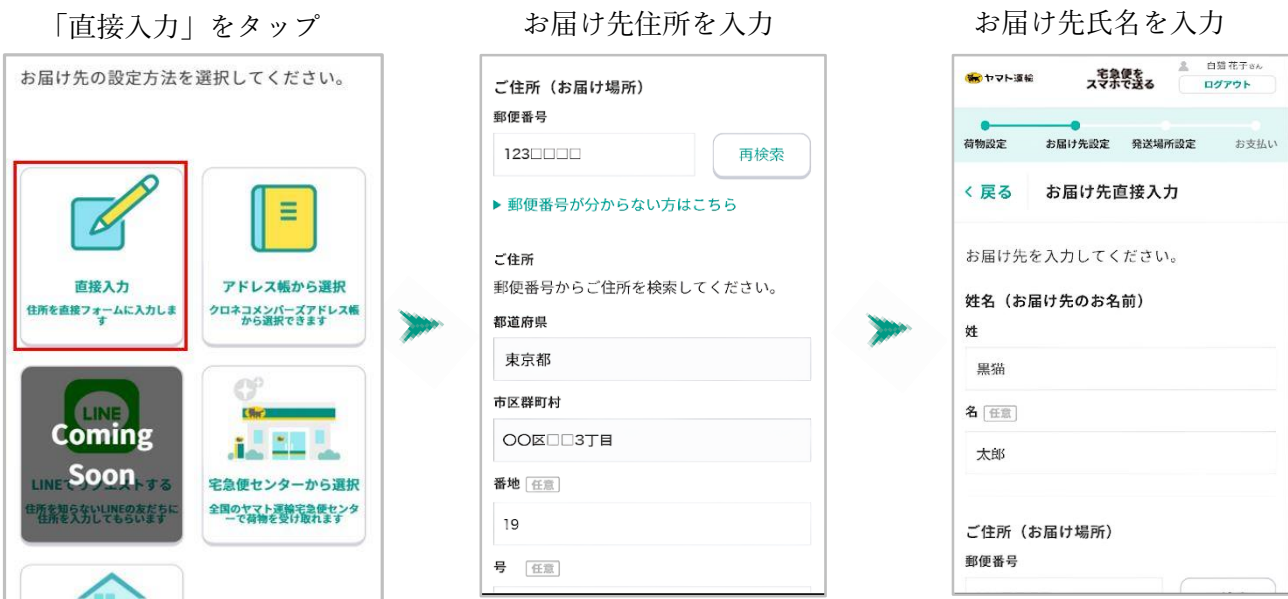 「直接入力」をタップ
お届け先の設定方法を選択してください。
直接入力
住所を直接フォームに入力しま
す
アドレス帳から選択
クロネコメンバーズアドレス帳
から選択できます
LINE
Coming
Soon
LINEでリクエストする
住所を知らないLINEの友だちに
住所を入力してもらいます
宅急便センターから選択
全国のヤマト運輸宅急便センタ
ーで荷物を受け取れます
お届け先住所を入力
ご住所（お届け場所）
郵便番号
123□□□□
再検索
▶ 郵便番号が分からない方はこちら
ご住所
郵便番号からご住所を検索してください。
都道府県
東京都
市区群町村
〇〇区□□3丁目
番地 任意
19
号 任意
お届け先氏名を入力
ヤマト運輸
宅急便を
スマホで送る
白猫 花子さん
ログアウト
荷物設定 お届け先設定 発送場所設定 お支払い
< 戻る お届け先直接入力
お届け先を入力してください。
姓名（お届け先のお名前）
姓
黒猫
名 任意
太郎
ご住所（お届け場所）
郵便番号